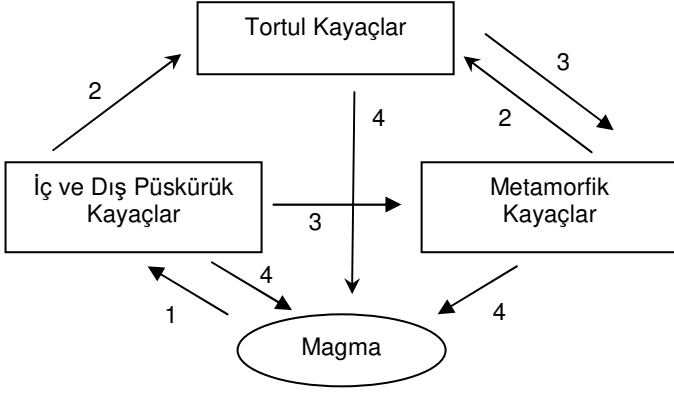 Tortul Kayaçlar
3
2
4
2
İç ve Dış Püskürük
Kayaçlar
Metamorfik
Kayaçlar
3
4
1
4
Magma